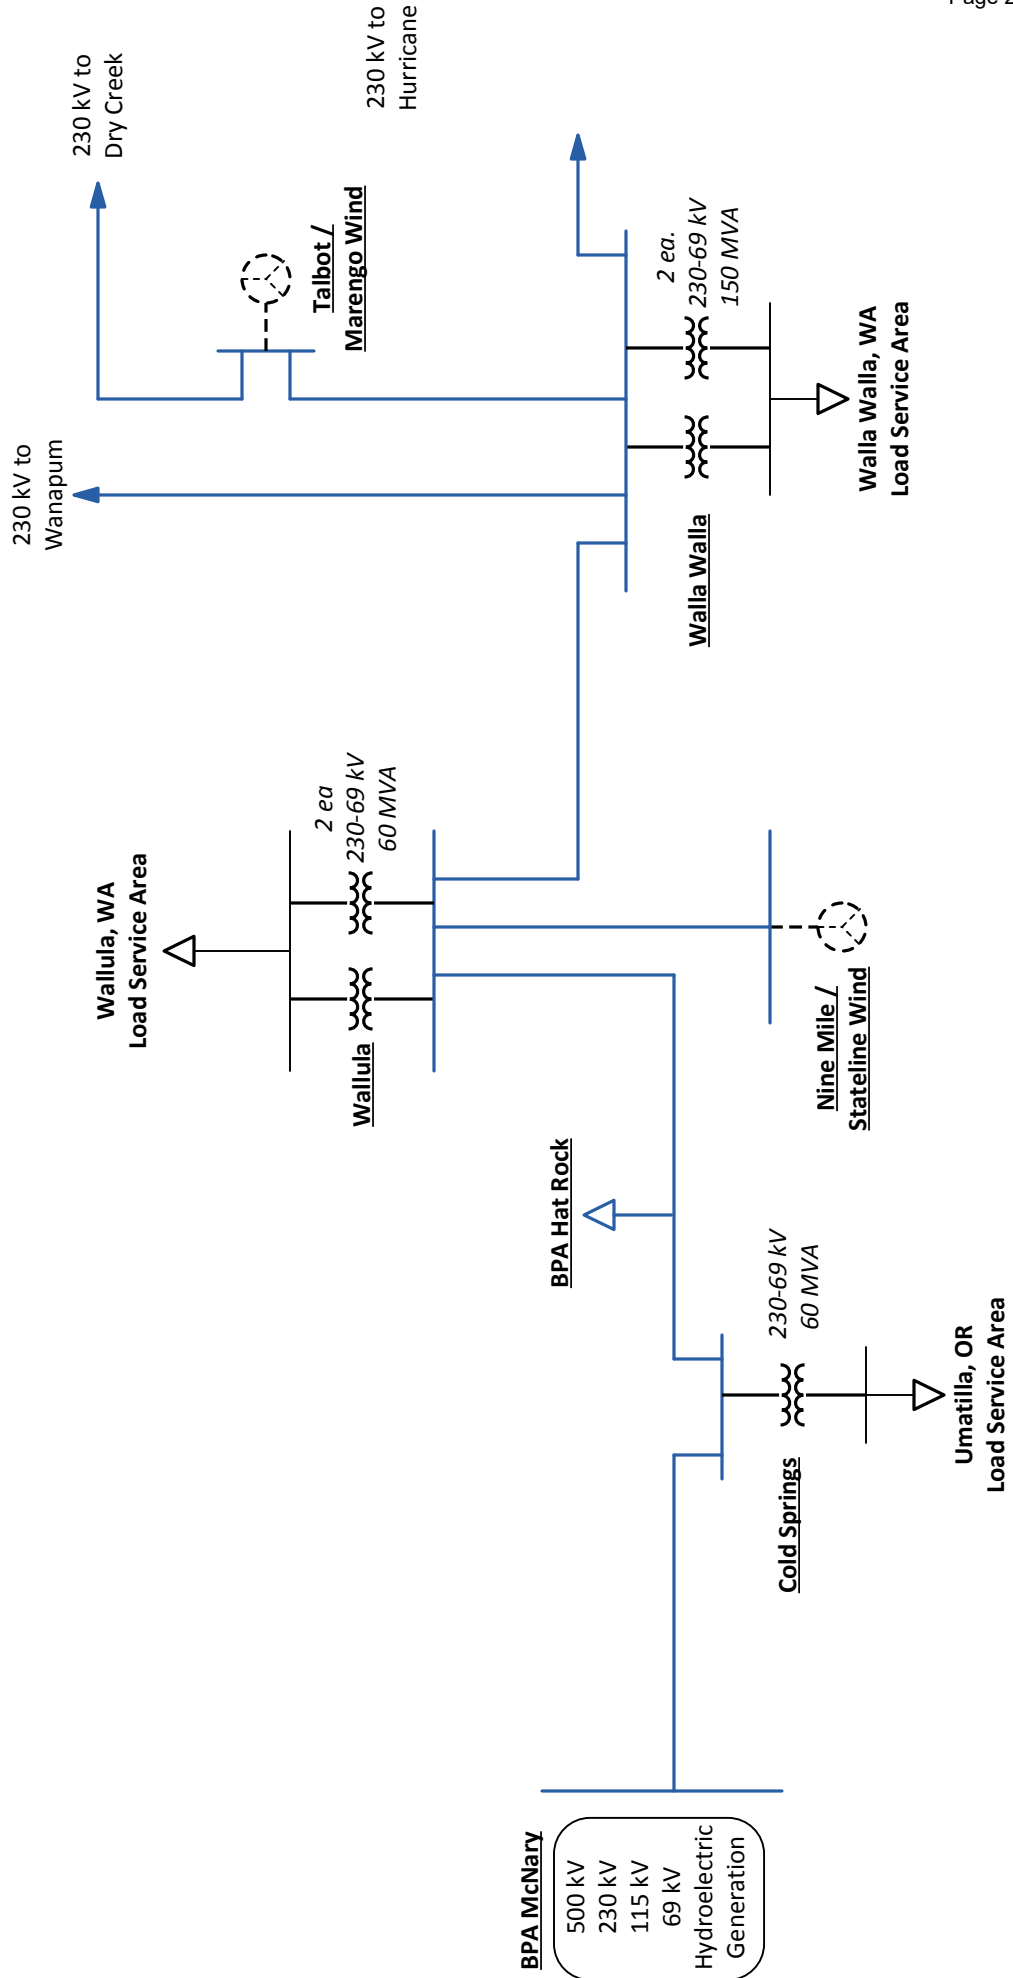 Page 2
230 kV to
Dry Creek
230 kV to
Hurricane
230 kV to
Wanapum
Talbot /
Marengo Wind
2 ea.
230-69 kV
150 MVA
Walla Walla, WA
Load Service Area
Walla Walla
Wallula, WA
Load Service Area
2 ea
230-69 kV
60 MVA
Wallula
Nine Mile /
Stateline Wind
BPA Hat Rock
230-69 kV
60 MVA
Cold Springs
Umatilla, OR
Load Service Area
BPA McNary
500 kV
230 kV
115 kV
69 kV
Hydroelectric
Generation